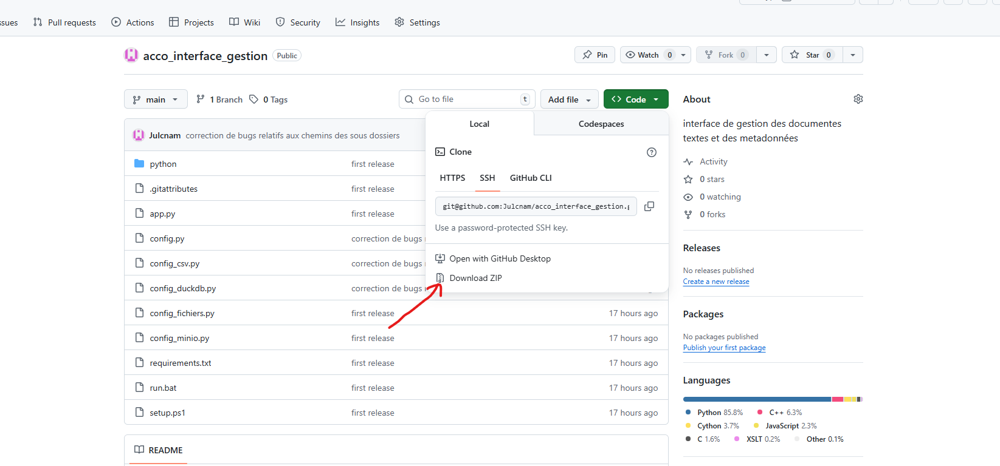 ssues Pull requests Actions Projects Wiki Security Insights Settings
acco_interface_gestion Public Pin Watch 0 Fork 0 Star 0
main 1 Branch 0 Tags Go to file t Add file Code
Julcnam correction de bugs relatifs aux chemins des sous dossiers
python first release
.gitattributes first release
app.py first release
config.py correction de bugs
config_csv.py correction de bugs
config_duckdb.py correction de bugs
config_fichiers.py first release 17 hours ago
config_minio.py first release 17 hours ago
requirements.txt first release 17 hours ago
run.bat first release 17 hours ago
setup.ps1 first release 17 hours ago
README
Local Codespaces
Clone
HTTPS SSH GitHub CLI
git@github.com:Julcnam/acco_interface_gestion.g
Use a password-protected SSH key.
Open with GitHub Desktop
Download ZIP
About
interface de gestion des documentes
textes et des metadonnées
Activity
0 stars
0 watching
0 forks
Releases
No releases published
Create a new release
Packages
No packages published
Publish your first package
Languages
Python 85.8% C++ 6.3%
Cython 3.7% JavaScript 2.3%
C 1.6% XSLT 0.2% Other 0.1%